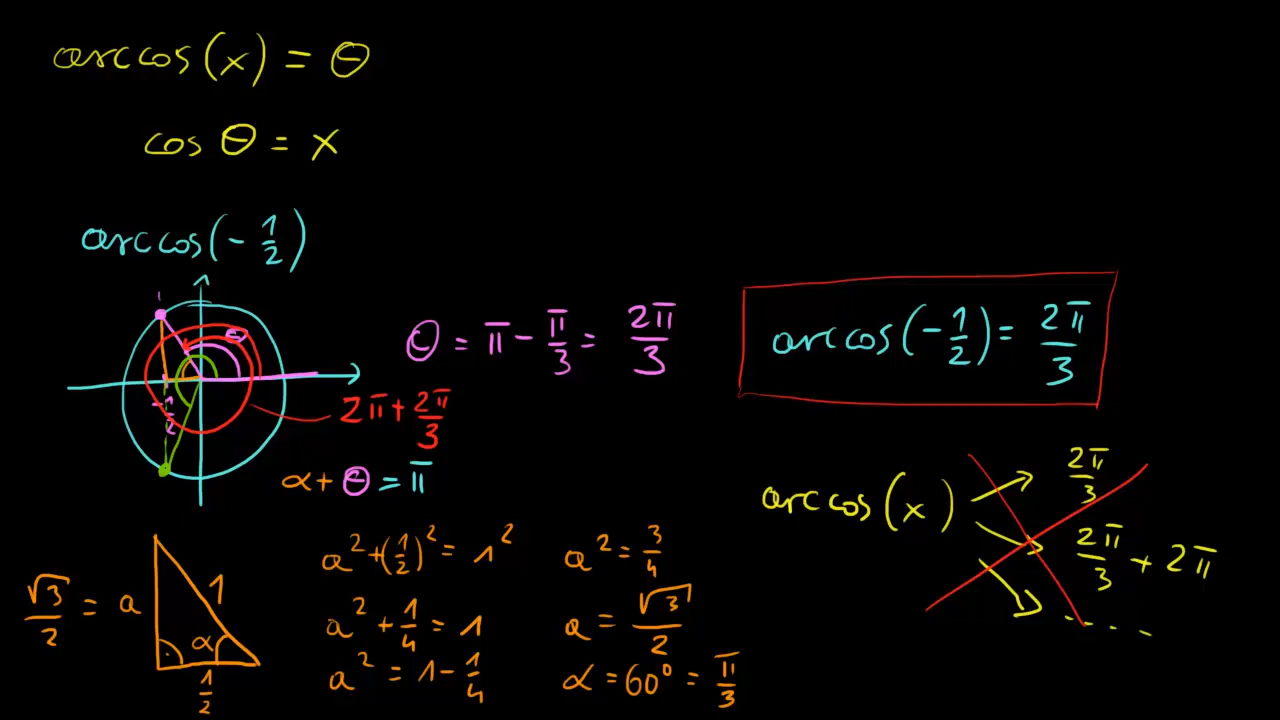 arccos(x) = θ
cos θ = x
arccos(-1/2)
θ
-1/2
θ = π - π/3 = 2π/3
2π + 2π/3
α + θ = π
arccos(-1/2) = 2π/3
arccos(x)
2π/3
2π/3 + 2π
....
√3/2 = a
1
α
1/2
a² + (1/2)² = 1²
a² + 1/4 = 1
a² = 1 - 1/4
a² = 3/4
a = √3/2
α = 60° = π/3